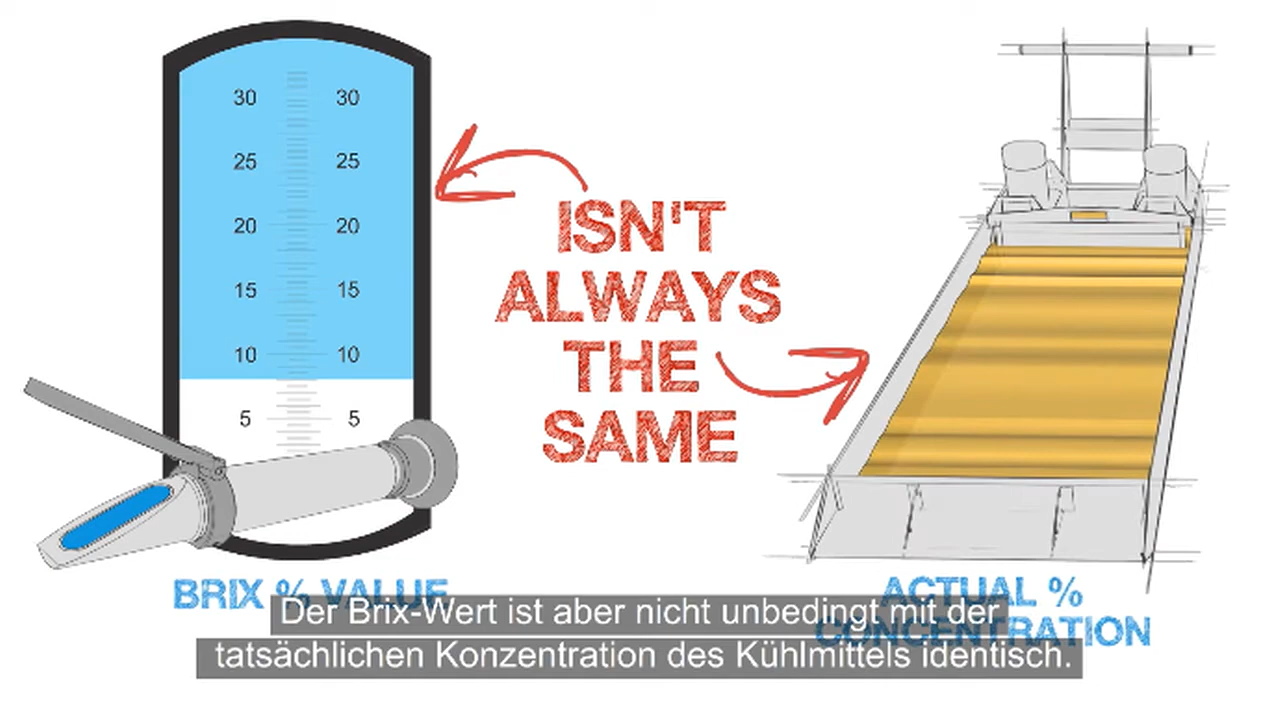 30 30
25 25
20 20
15 15
10 10
5 5
ISN'T
ALWAYS
THE
SAME
BRIX % VALUE
ACTUAL %
CONCENTRATION
Der Brix-Wert ist aber nicht unbedingt mit der
tatsächlichen Konzentration des Kühlmittels identisch.